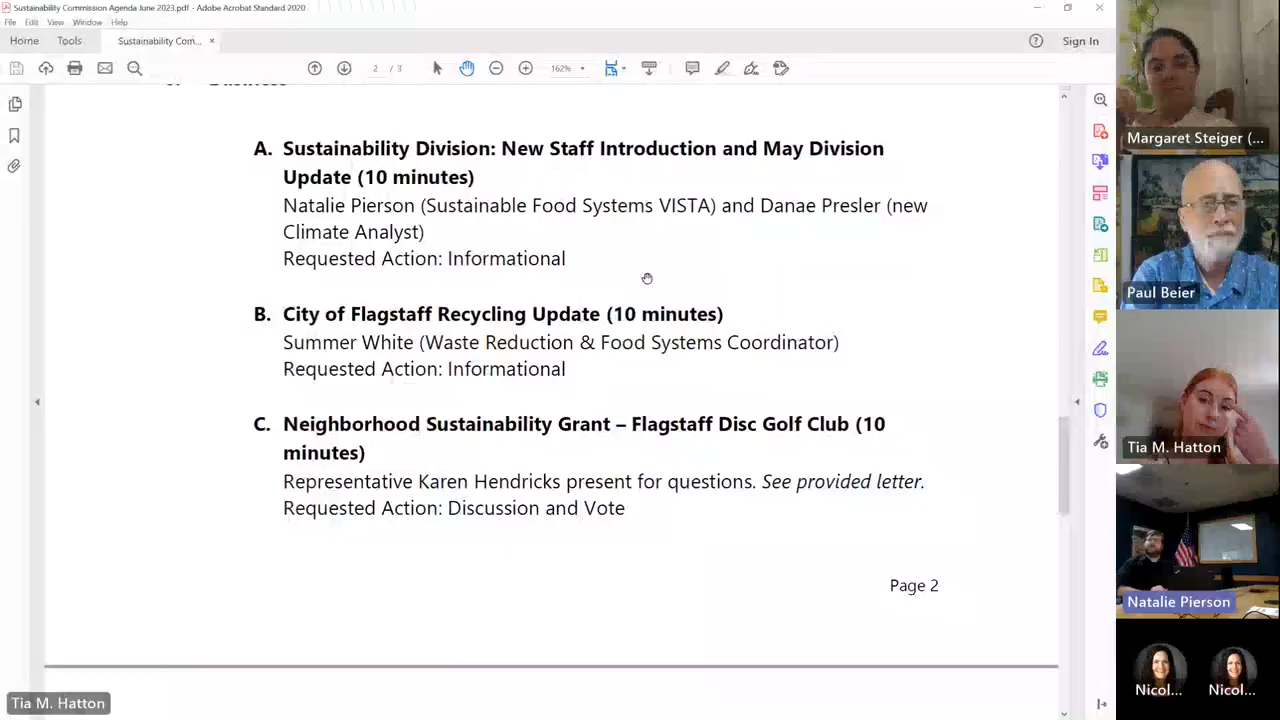 Sustainability Commission Agenda June 2023.pdf - Adobe Acrobat Standard 2020
File Edit View Window Help
Home Tools Sustainability Com... × Sign In
2 / 3 162%
Business
A. Sustainability Division: New Staff Introduction and May Division
Update (10 minutes)
Natalie Pierson (Sustainable Food Systems VISTA) and Danae Presler (new
Climate Analyst)
Requested Action: Informational
B. City of Flagstaff Recycling Update (10 minutes)
Summer White (Waste Reduction & Food Systems Coordinator)
Requested Action: Informational
C. Neighborhood Sustainability Grant – Flagstaff Disc Golf Club (10
minutes)
Representative Karen Hendricks present for questions. See provided letter.
Requested Action: Discussion and Vote
Page 2
Tia M. Hatton
Margaret Steiger (...
Paul Beier
Tia M. Hatton
Natalie Pierson
Nicol... Nicol...